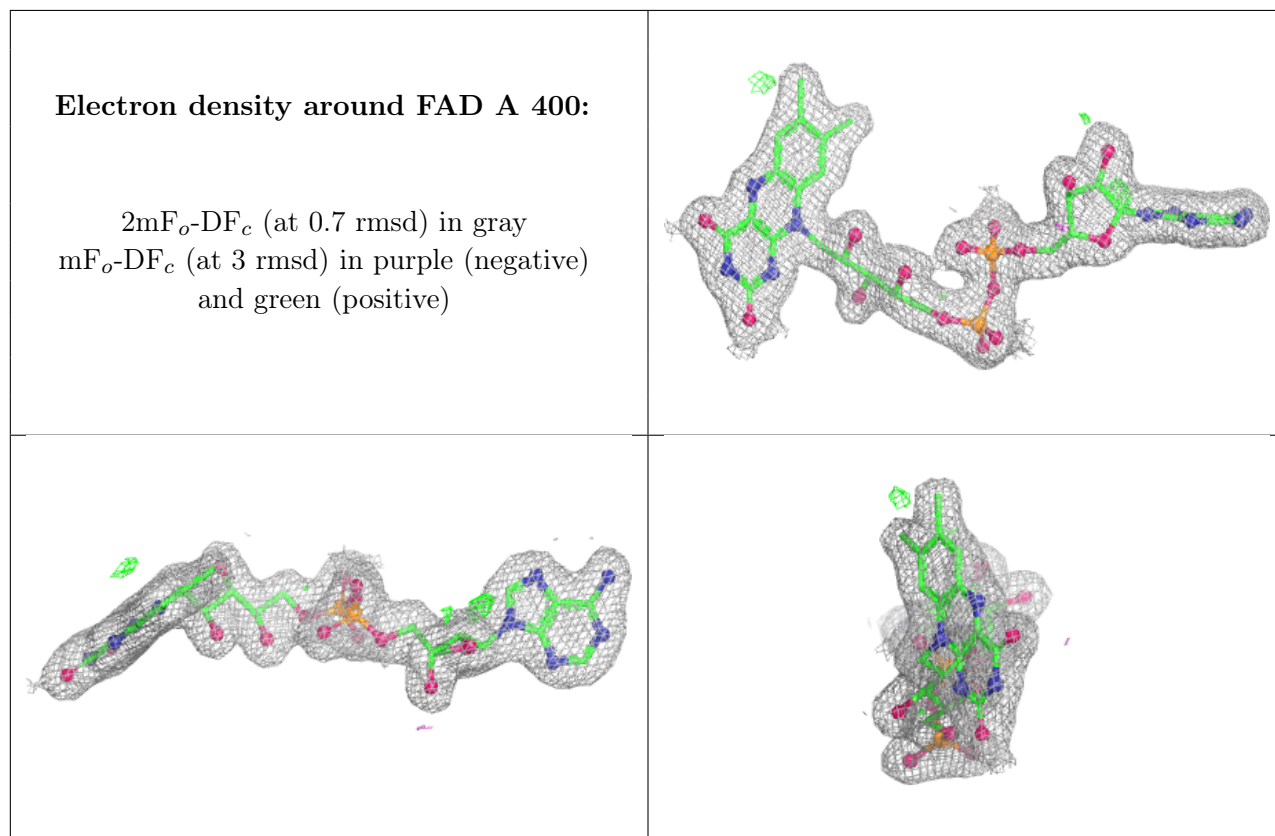 Electron density around FAD A 400:
2mFo-DFc (at 0.7 rmsd) in gray
mFo-DFc (at 3 rmsd) in purple (negative)
and green (positive)